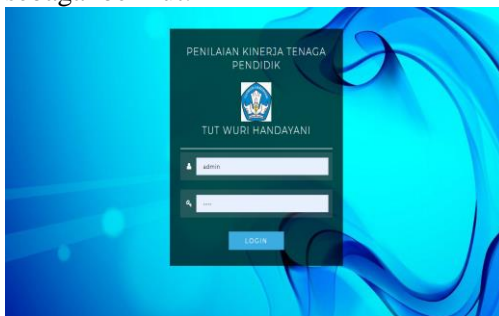 PENILAIAN KINERJA TENAGA
PENDIDIK
TUT WURI HANDAYANI
admin
LOGIN